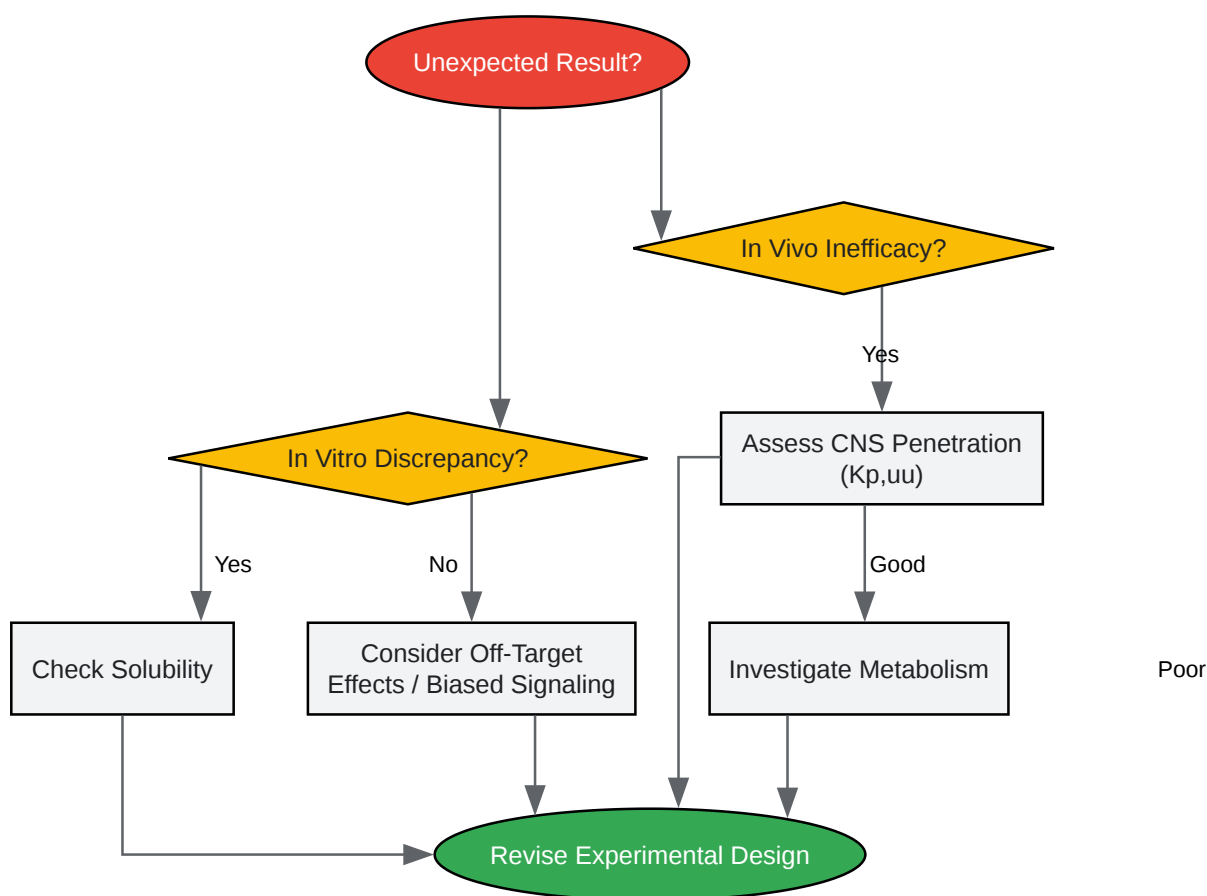 Unexpected Result?
In Vivo Inefficacy?
Yes
In Vitro Discrepancy?
Assess CNS Penetration
(Kp,uu)
Yes
No
Good
Check Solubility
Consider Off-Target
Effects / Biased Signaling
Investigate Metabolism
Poor
Revise Experimental Design